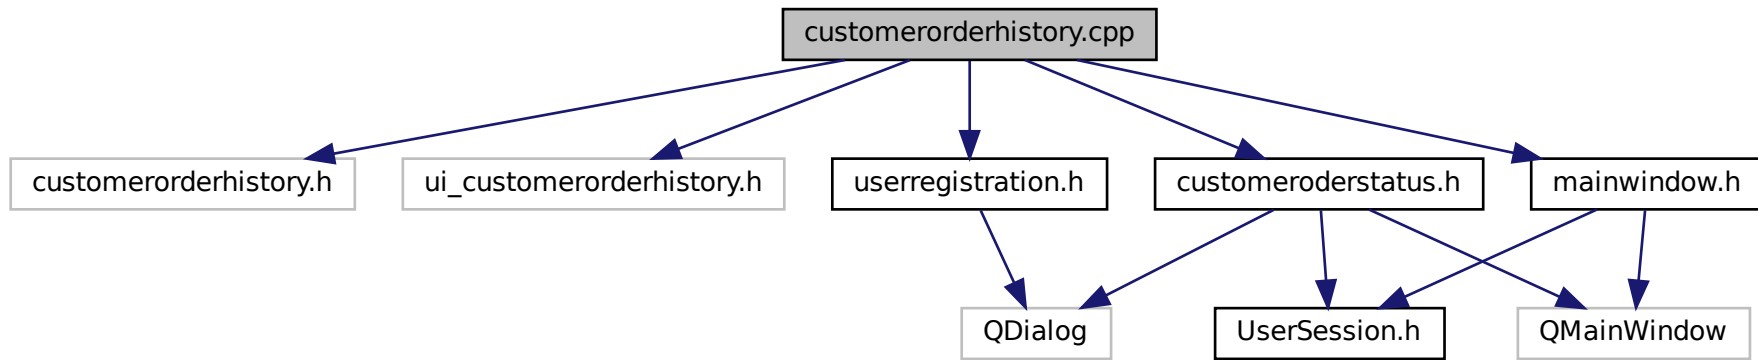 customerorderhistory.cpp
customerorderhistory.h
ui_customerorderhistory.h
userregistration.h
customeroderstatus.h
mainwindow.h
QDialog
UserSession.h
QMainWindow